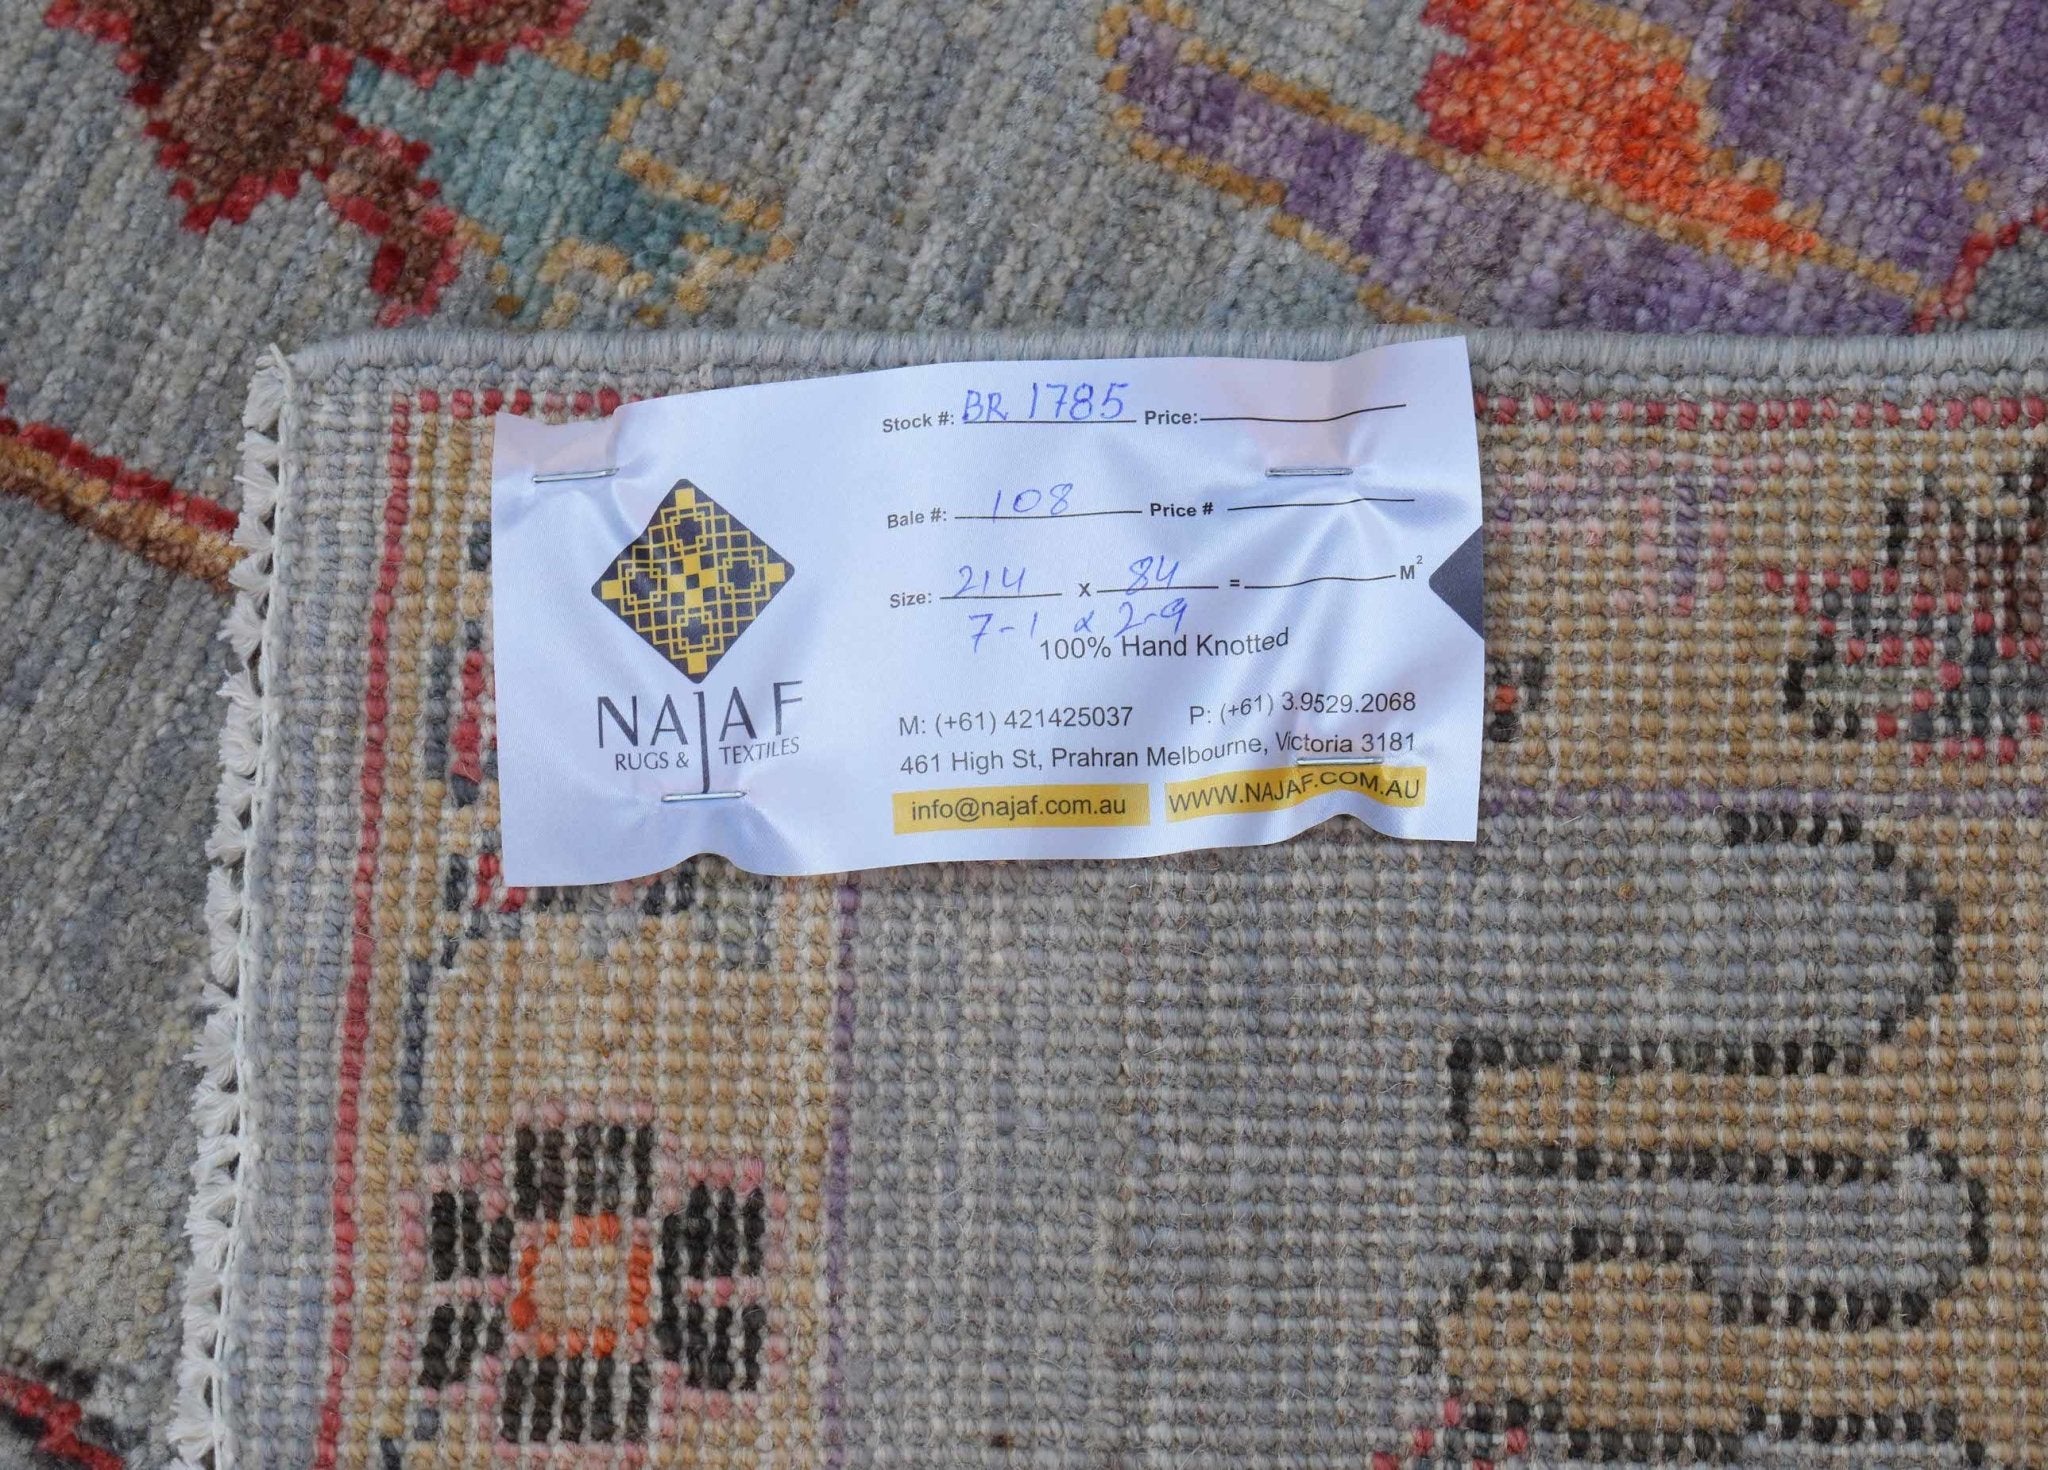 Stock #: BR 1785 Price:
Bale #: 108 Price #
Size: 214 x 84 = M²
7-1 x 2-9
100% Hand Knotted
NAJAF
RUGS & TEXTILES
M: (+61) 421425037 P: (+61) 3.9529.2068
461 High St, Prahran Melbourne, Victoria 3181
info@najaf.com.au WWW.NAJAF.COM.AU